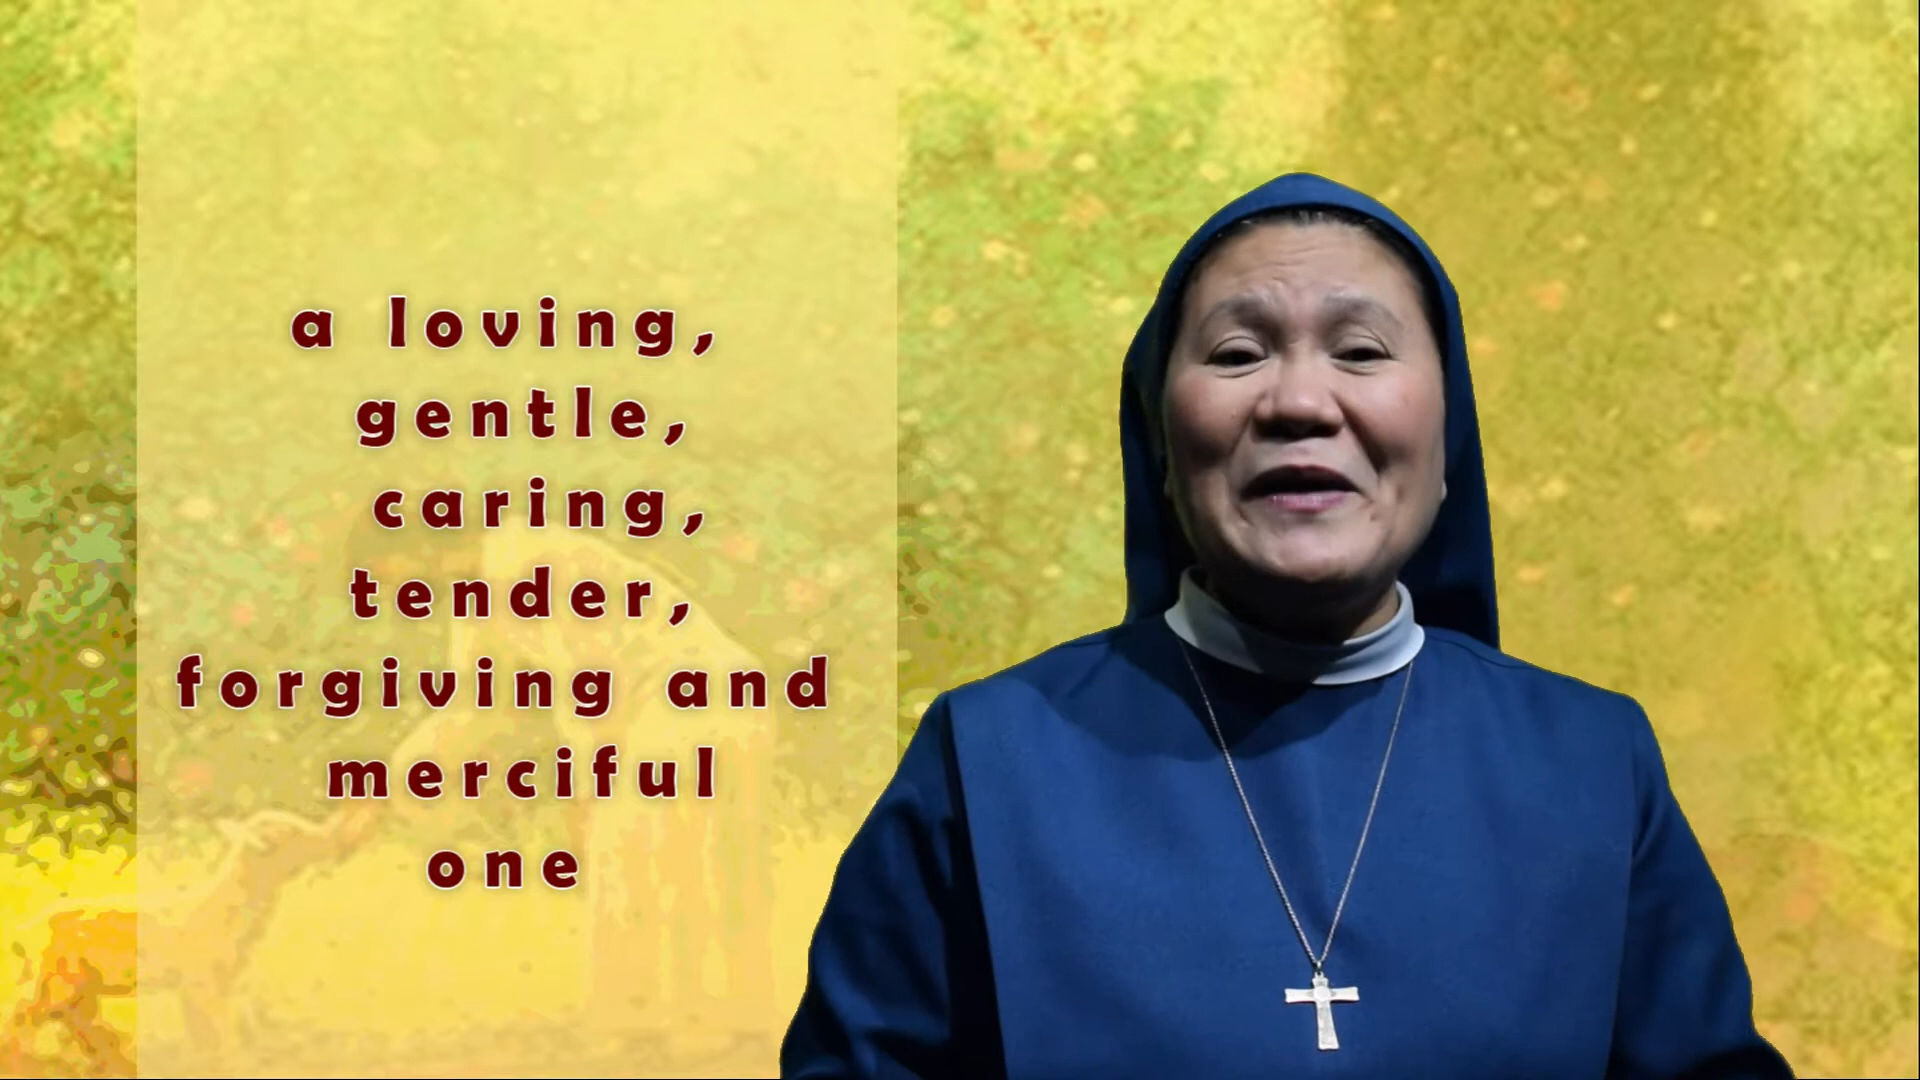 a loving,
gentle,
caring,
tender,
forgiving and
merciful
one